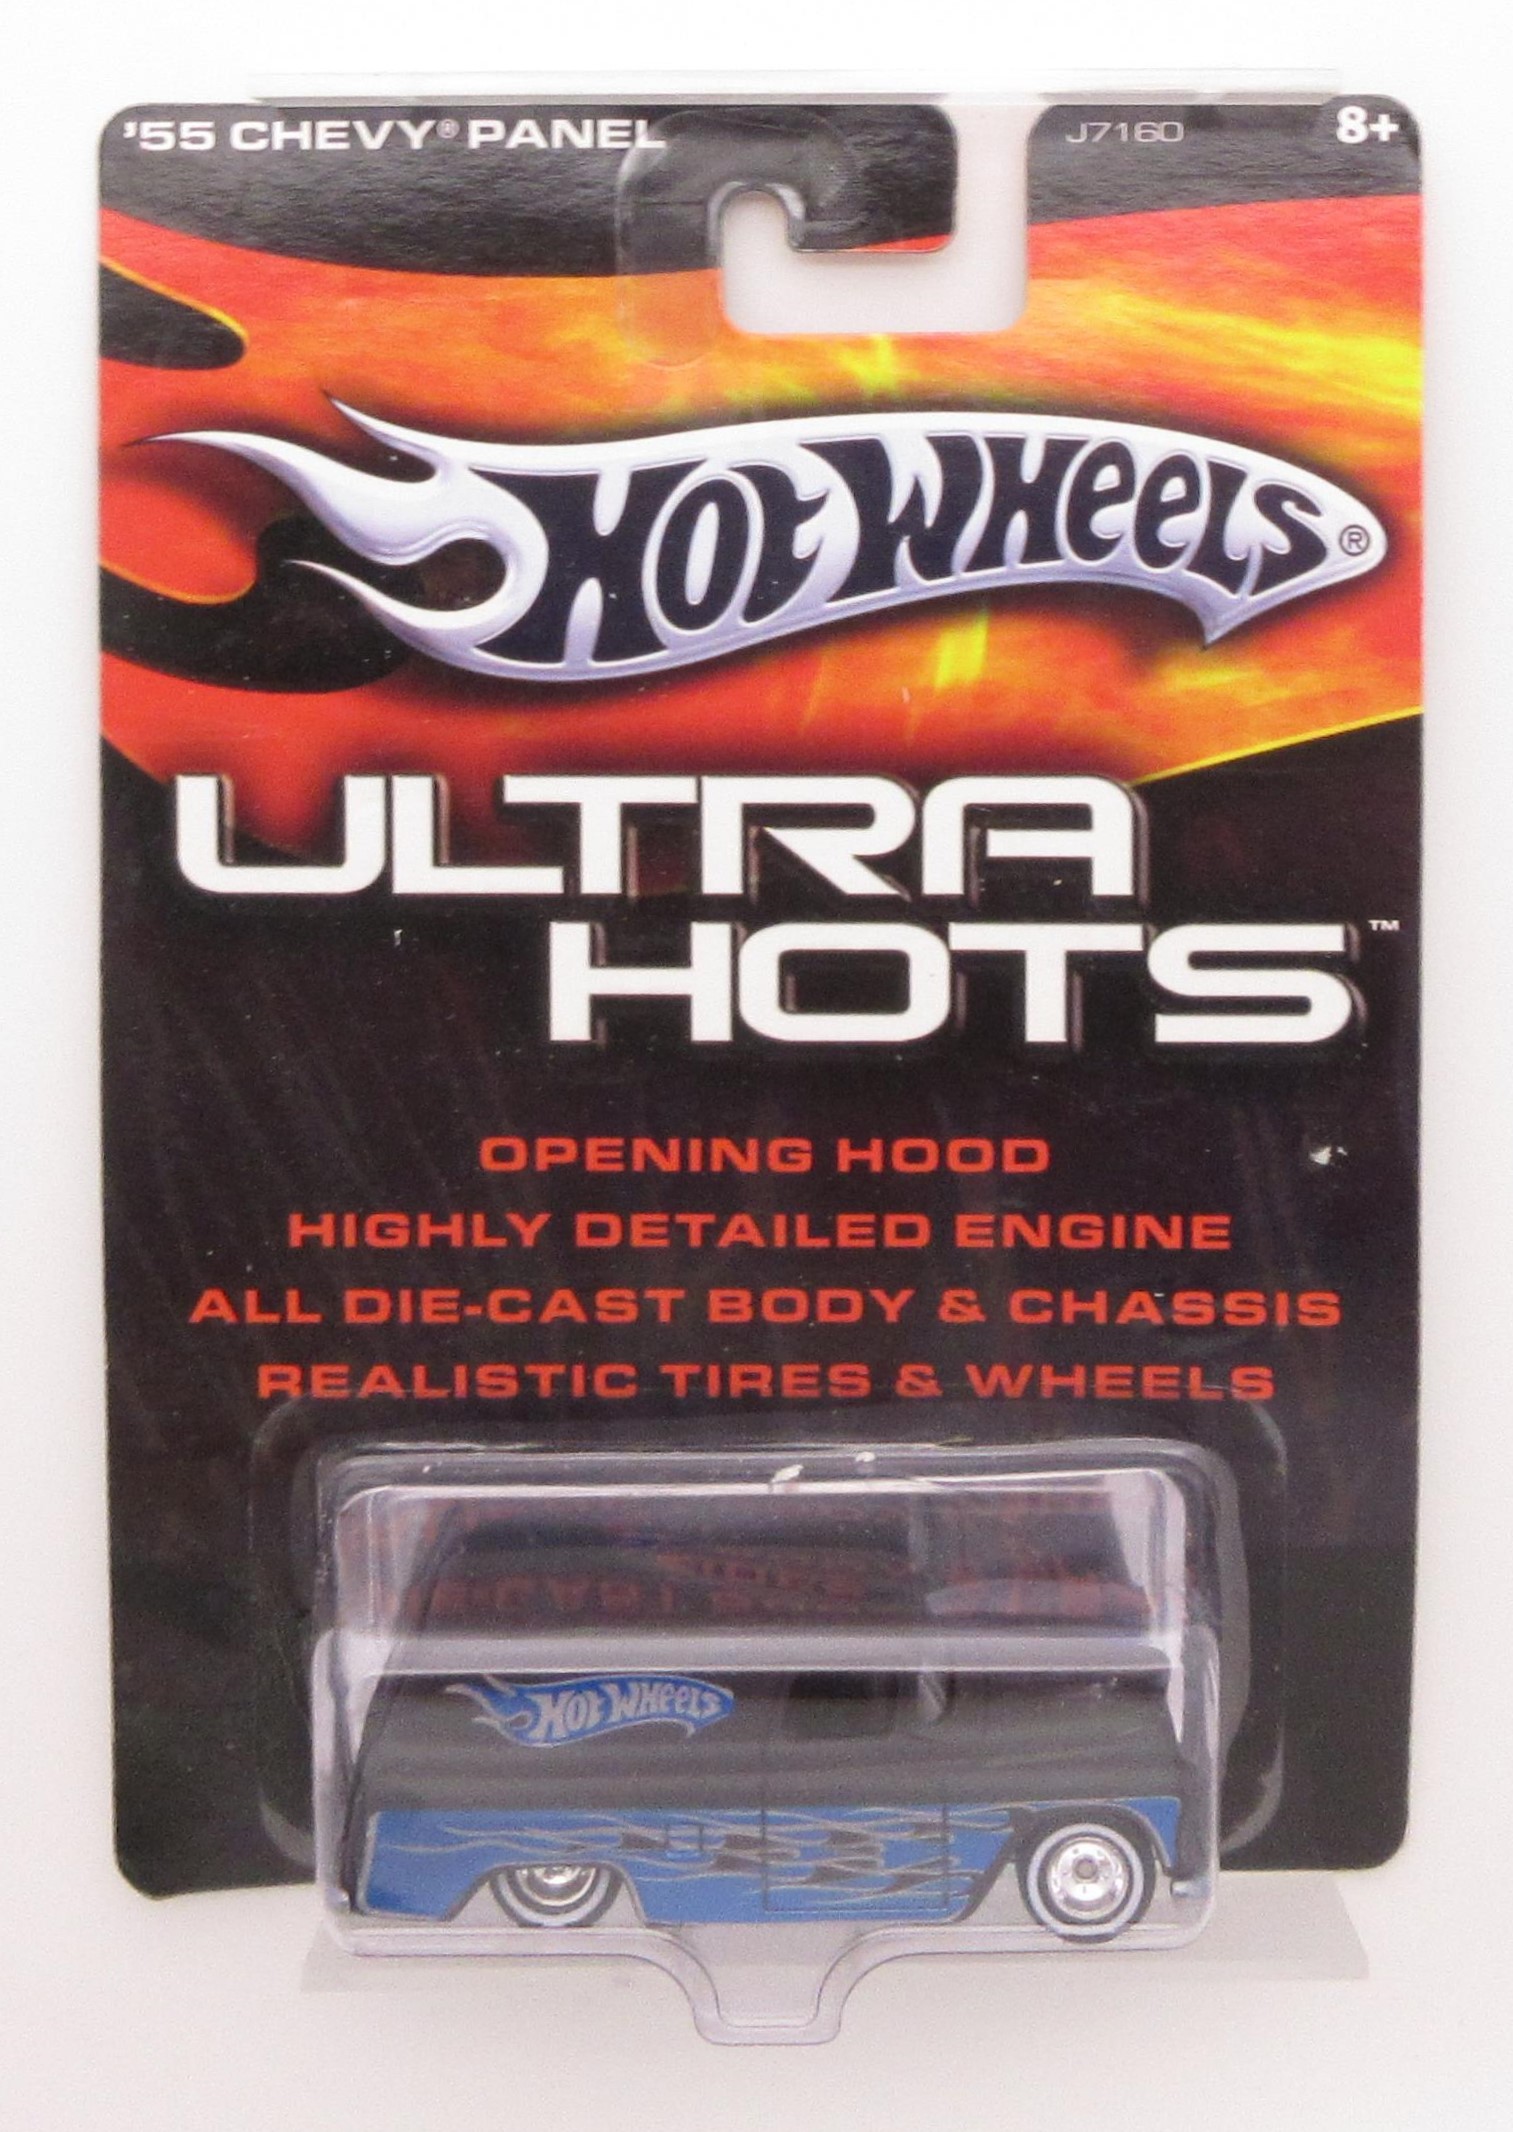 '55 CHEVY® PANEL
J7160
8+
HOT WHEELS®
ULTRA
HOTS™
OPENING HOOD
HIGHLY DETAILED ENGINE
ALL DIE-CAST BODY & CHASSIS
REALISTIC TIRES & WHEELS
HOT WHEELS